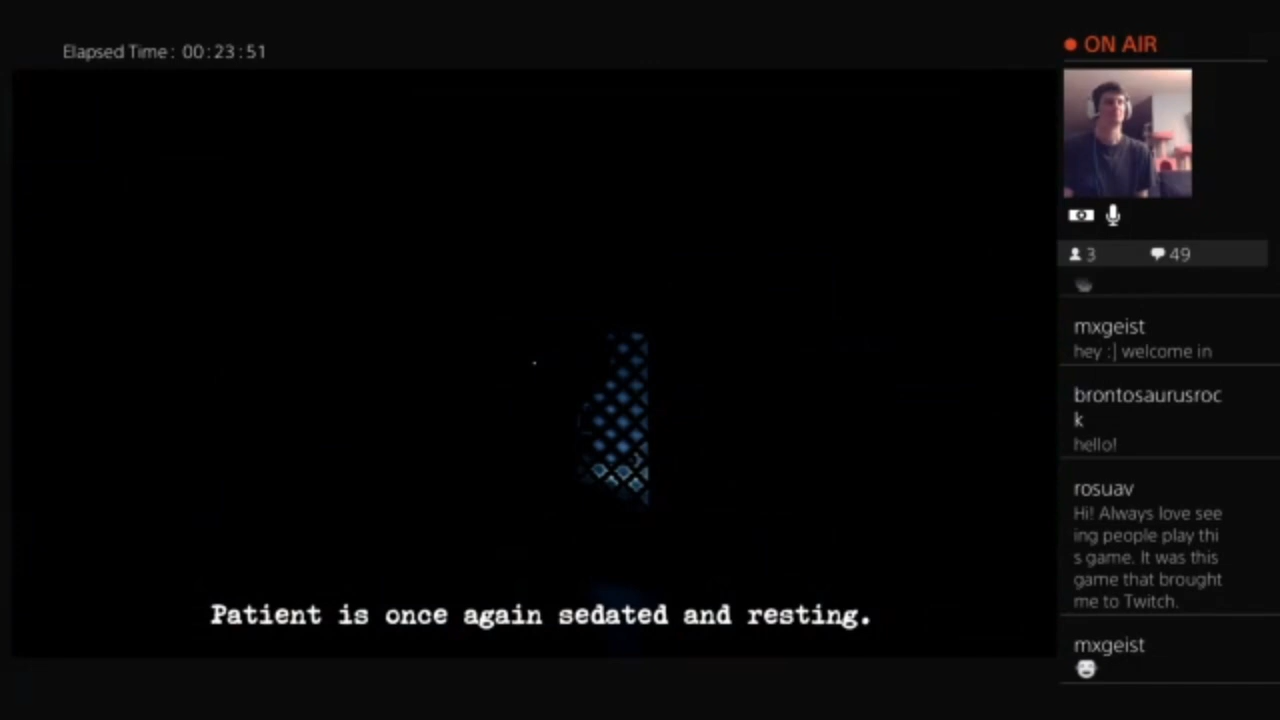 Elapsed Time: 00:23:51
ON AIR
3 49
mxgeist
hey :| welcome in
brontosaurusroc
k
hello!
rosuav
Hi! Always love see
ing people play thi
s game. It was this
game that brought
me to Twitch.
mxgeist
Patient is once again sedated and resting.